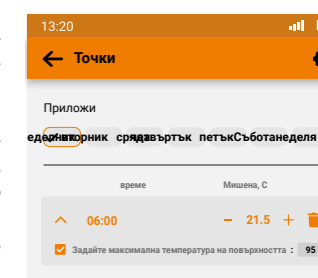 13:20
Точки
Приложи
вторник сряда петък Събота неделя
време Мишена, C
06:00 − 21.5 +
Задайте максимална температура на повърхността : 95